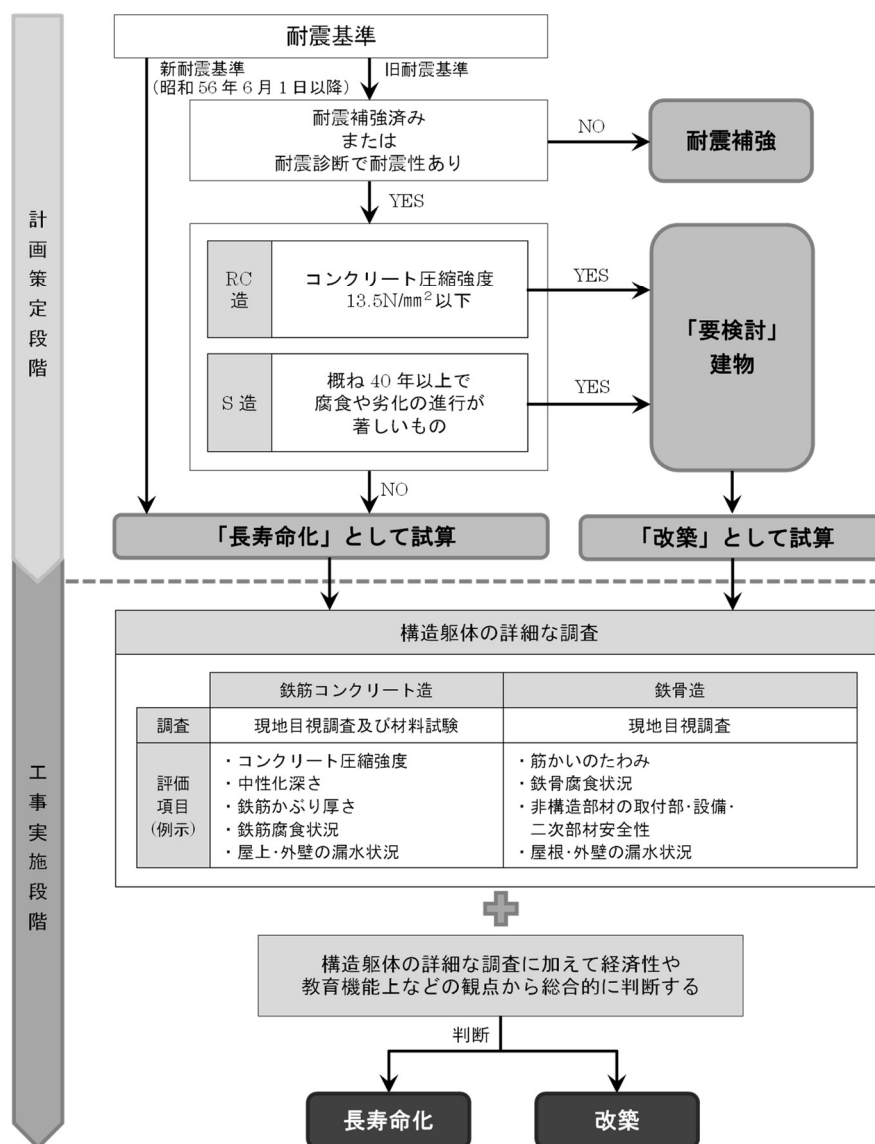 耐震基準
新耐震基準
(昭和 56 年 6 月 1 日以降)
旧耐震基準
耐震補強済み
または
耐震診断で耐震性あり
NO
耐震補強
YES
計画策定段階
RC
造
コンクリート圧縮強度
13.5N/㎜²以下
YES
「要検討」
建物
S 造
概ね 40 年以上で
腐食や劣化の進行が
著しいもの
YES
NO
「長寿命化」として試算
「改築」として試算
工事実施段階
構造躯体の詳細な調査
鉄筋コンクリート造
鉄骨造
調査
現地目視調査及び材料試験
現地目視調査
評価
項目
(例示)
・コンクリート圧縮強度
・中性化深さ
・鉄筋かぶり厚さ
・鉄筋腐食状況
・屋上・外壁の漏水状況
・筋かいのたわみ
・鉄骨腐食状況
・非構造部材の取付部・設備・
二次部材安全性
・屋根・外壁の漏水状況
構造躯体の詳細な調査に加えて経済性や
教育機能上などの観点から総合的に判断する
判断
長寿命化
改築